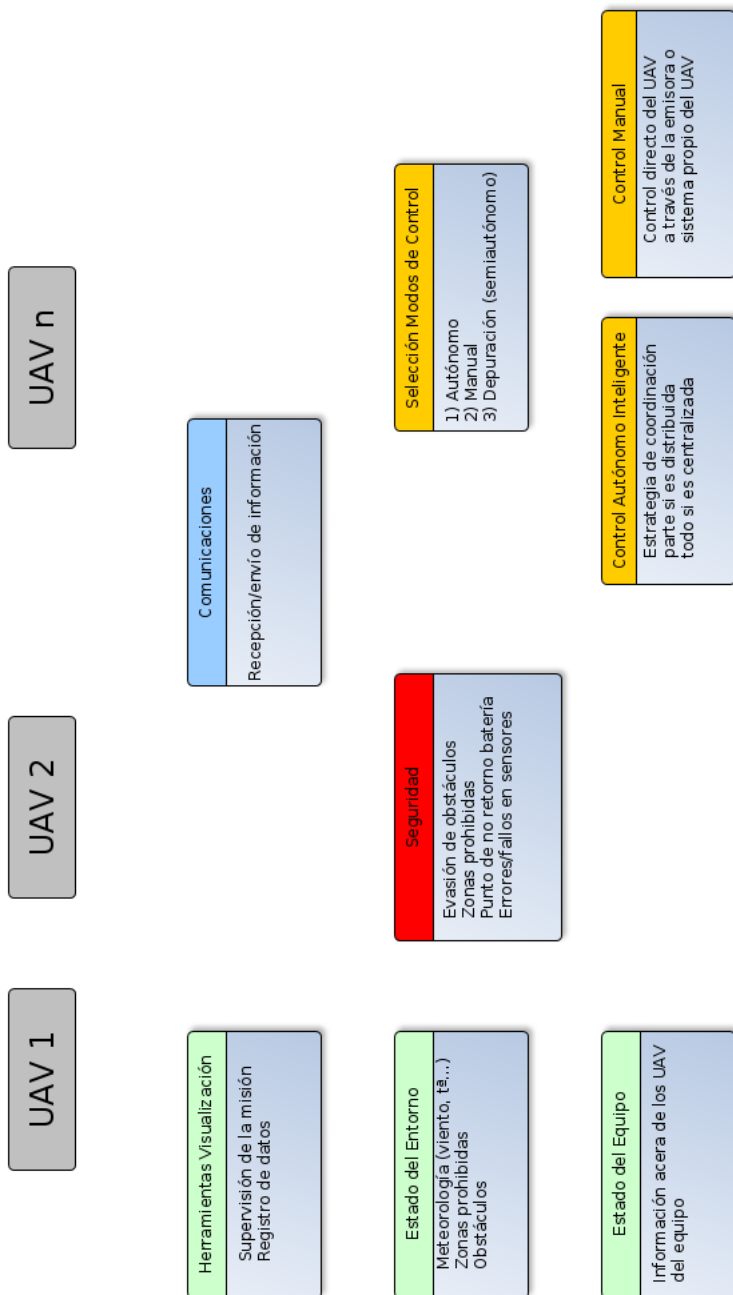 UAV 1
UAV 2
UAV n
Herramientas Visualización
Supervisión de la misión
Registro de datos
Comunicaciones
Recepción/envío de información
Estado del Entorno
Meteorología (viento, tª...)
Zonas prohibidas
Obstáculos
Seguridad
Evasión de obstáculos
Zonas prohibidas
Punto de no retorno batería
Errores/fallos en sensores
Selección Modos de Control
1) Autónomo
2) Manual
3) Depuración (semiautónomo)
Estado del Equipo
Información acera de los UAV
del equipo
Control Autónomo Inteligente
Estrategia de coordinación
parte si es distribuida
todo si es centralizada
Control Manual
Control directo del UAV
a través de la emisora o
sistema propio del UAV